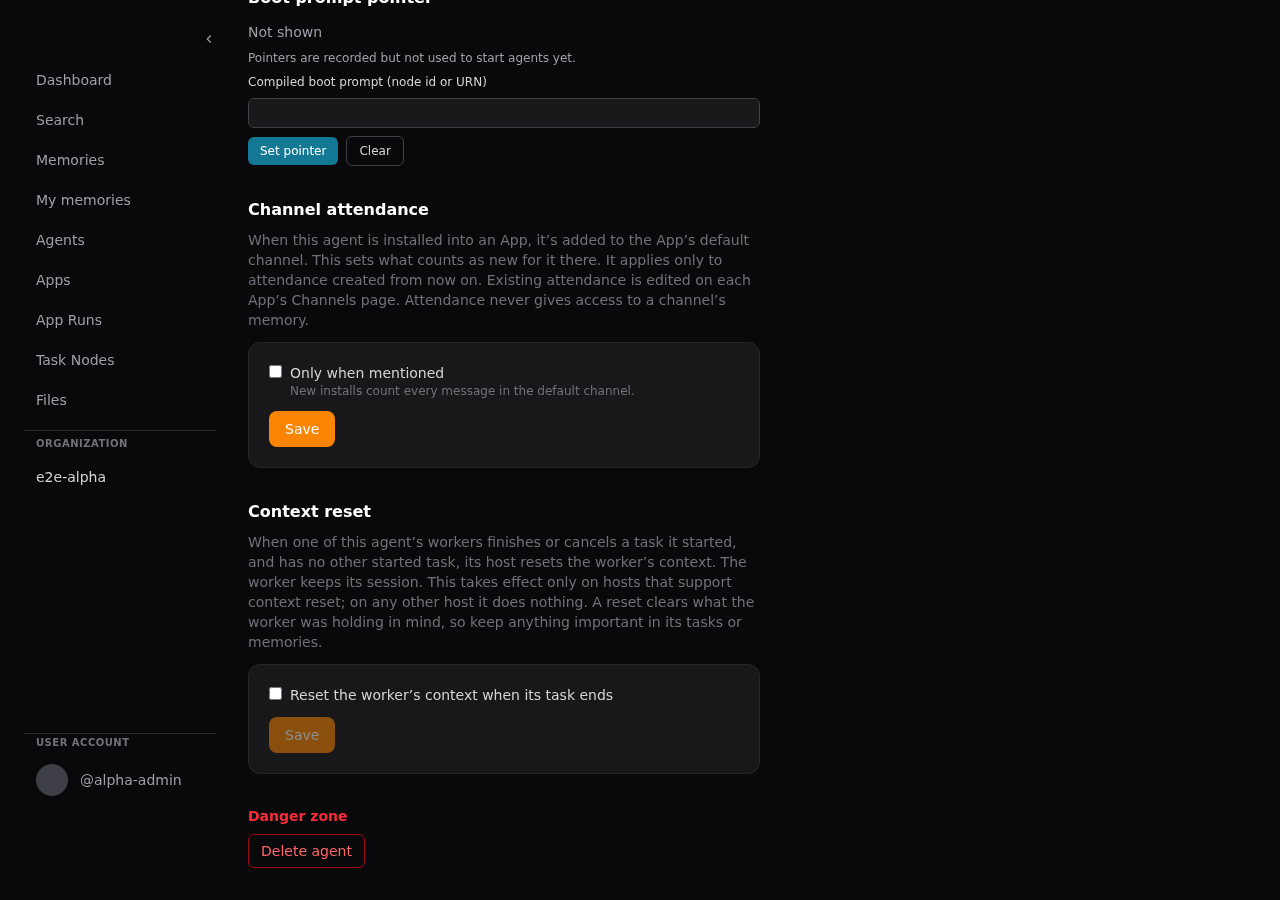 Boot prompt pointer
Not shown
Pointers are recorded but not used to start agents yet.
Compiled boot prompt (node id or URN)
Set pointer
Clear
Dashboard
Search
Memories
My memories
Agents
Apps
App Runs
Task Nodes
Files
ORGANIZATION
e2e-alpha
USER ACCOUNT
@alpha-admin
Channel attendance
When this agent is installed into an App, it’s added to the App’s default
channel. This sets what counts as new for it there. It applies only to
attendance created from now on. Existing attendance is edited on each
App’s Channels page. Attendance never gives access to a channel’s
memory.
Only when mentioned
New installs count every message in the default channel.
Save
Context reset
When one of this agent’s workers finishes or cancels a task it started,
and has no other started task, its host resets the worker’s context. The
worker keeps its session. This takes effect only on hosts that support
context reset; on any other host it does nothing. A reset clears what the
worker was holding in mind, so keep anything important in its tasks or
memories.
Reset the worker’s context when its task ends
Save
Danger zone
Delete agent